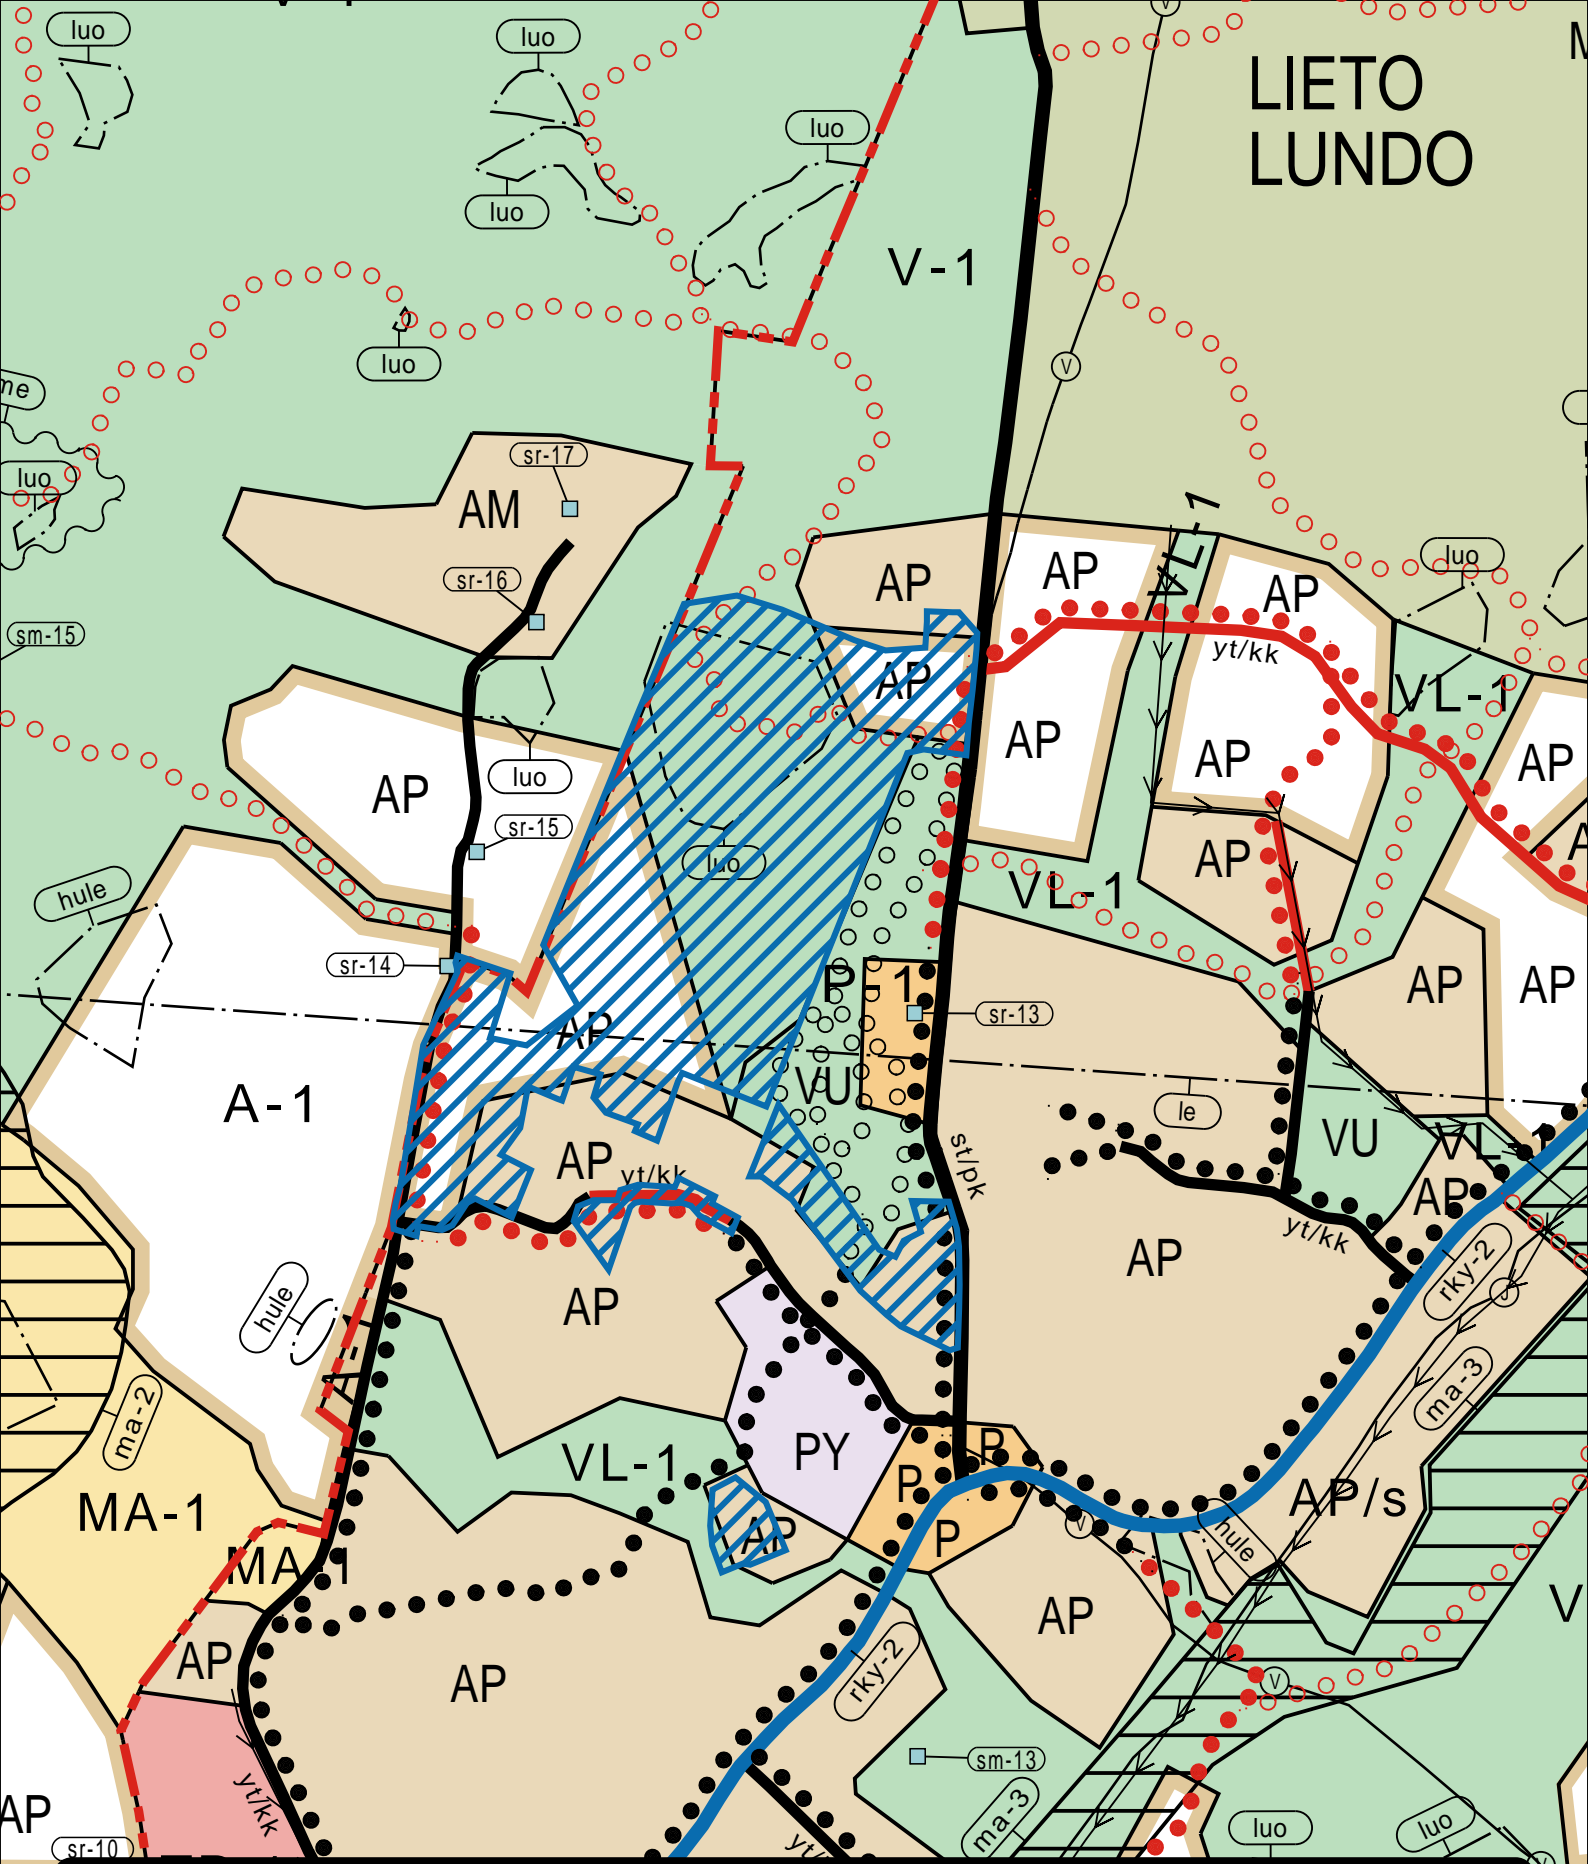 luo
luo
LIETO
LUNDO
luo
luo
V-1
luo
me
luo
sr-17
AM
VL-1
AP
AP
AP
luo
sr-16
sm-15
yt/kk
AP
VL-1
AP
AP
AP
luo
AP
sr-15
luo
AP
hule
VL-1
sr-14
P-1
AP
AP
sr-13
AP
A-1
VU
le
VU
VL-1
AP
yt/kk
st/pk
AP
yt/kk
AP
rky-2
AP
hule
A-1
ma-2
ma-3
PY
P
VL-1
P
AP/s
MA-1
P
AP
hule
MA-1
AP
AP
AP
rky-2
sm-13
yt/kk
ma-3
AP
luo
luo
sr-10